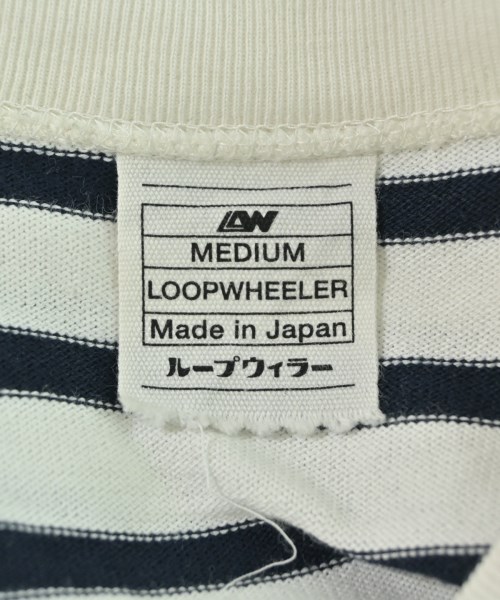 LW
MEDIUM
LOOPWHEELER
Made in Japan
ループウィラー